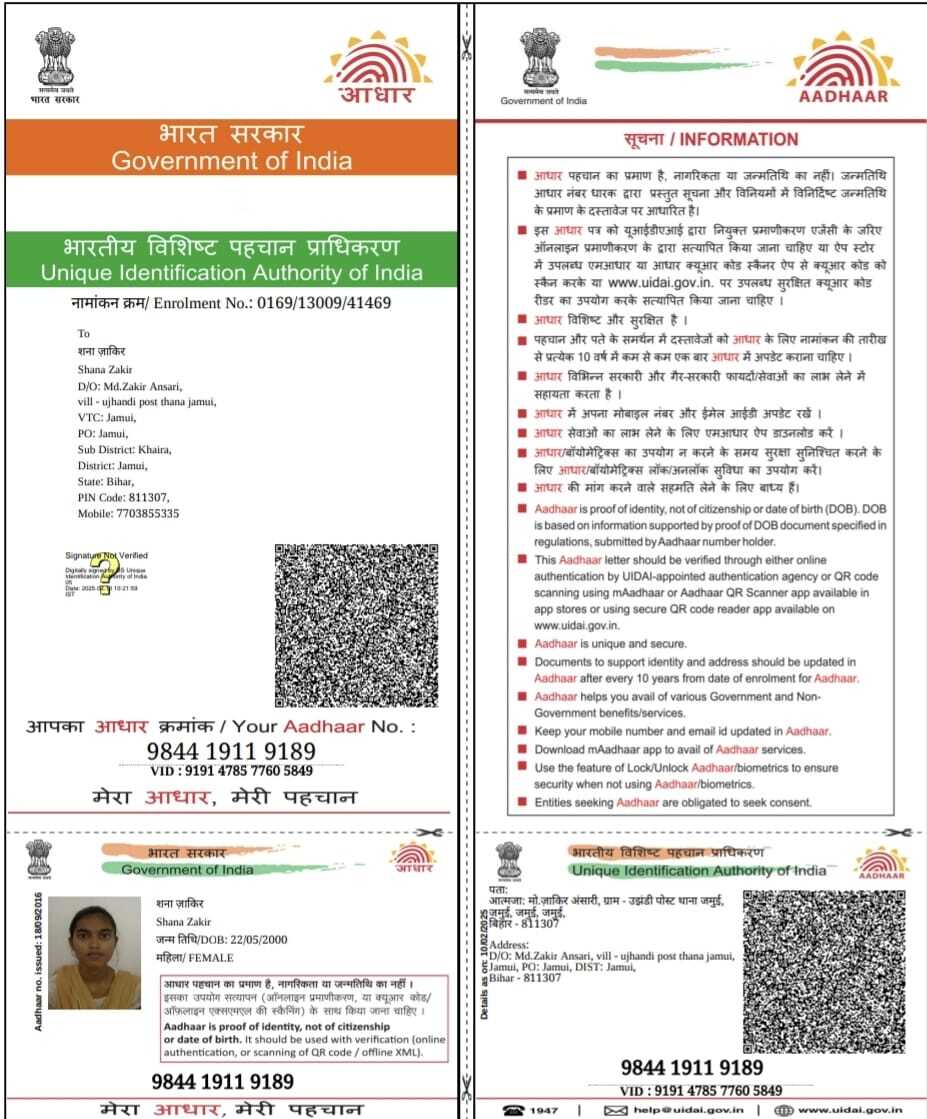 सत्यमेव जयते
भारत सरकार
आधार
भारत सरकार
Government of India
भारतीय विशिष्ट पहचान प्राधिकरण
Unique Identification Authority of India
नामांकन क्रम/ Enrolment No.: 0169/13009/41469
To
शना ज़ाकिर
Shana Zakir
D/O: Md.Zakir Ansari,
vill - ujhandi post thana jamui,
VTC: Jamui,
PO: Jamui,
Sub District: Khaira,
District: Jamui,
State: Bihar,
PIN Code: 811307,
Mobile: 7703855335
Signature Not Verified
Digitally signed by DS Unique
Identification Authority of India
05
Date: 2025.02. 10:21:59
IST
आपका आधार क्रमांक / Your Aadhaar No. :
9844 1911 9189
VID : 9191 4785 7760 5849
मेरा आधार, मेरी पहचान
सत्यमेव जयते
Government of India
AADHAAR
सूचना / INFORMATION
आधार पहचान का प्रमाण है, नागरिकता या जन्मतिथि का नहीं। जन्मतिथि
आधार नंबर धारक द्वारा प्रस्तुत सूचना और विनियमों में विनिर्दिष्ट जन्मतिथि
के प्रमाण के दस्तावेज पर आधारित है।
इस आधार पत्र को यूआईडीएआई द्वारा नियुक्त प्रमाणीकरण एजेंसी के जरिए
ऑनलाइन प्रमाणीकरण के द्वारा सत्यापित किया जाना चाहिए या ऐप स्टोर
में उपलब्ध एमआधार या आधार क्यूआर कोड स्कैनर ऐप से क्यूआर कोड को
स्कैन करके या www.uidai.gov.in. पर उपलब्ध सुरक्षित क्यूआर कोड
रीडर का उपयोग करके सत्यापित किया जाना चाहिए ।
आधार विशिष्ट और सुरक्षित है ।
पहचान और पते के समर्थन में दस्तावेजों को आधार के लिए नामांकन की तारीख
से प्रत्येक 10 वर्ष में कम से कम एक बार आधार में अपडेट कराना चाहिए ।
आधार विभिन्न सरकारी और गैर-सरकारी फायदों/सेवाओं का लाभ लेने में
सहायता करता है ।
आधार में अपना मोबाइल नंबर और ईमेल आईडी अपडेट रखें ।
आधार सेवाओं का लाभ लेने के लिए एमआधार ऐप डाउनलोड करें ।
आधार/बॉयोमेट्रिक्स का उपयोग न करने के समय सुरक्षा सुनिश्चित करने के
लिए आधार/बॉयोमेट्रिक्स लॉक/अनलॉक सुविधा का उपयोग करें।
आधार की मांग करने वाले सहमति लेने के लिए बाध्य हैं।
Aadhaar is proof of identity, not of citizenship or date of birth (DOB). DOB
is based on information supported by proof of DOB document specified in
regulations, submitted by Aadhaar number holder.
This Aadhaar letter should be verified through either online
authentication by UIDAI-appointed authentication agency or QR code
scanning using mAadhaar or Aadhaar QR Scanner app available in
app stores or using secure QR code reader app available on
www.uidai.gov.in.
Aadhaar is unique and secure.
Documents to support identity and address should be updated in
Aadhaar after every 10 years from date of enrolment for Aadhaar.
Aadhaar helps you avail of various Government and Non-
Government benefits/services.
Keep your mobile number and email id updated in Aadhaar.
Download mAadhaar app to avail of Aadhaar services.
Use the feature of Lock/Unlock Aadhaar/biometrics to ensure
security when not using Aadhaar/biometrics.
Entities seeking Aadhaar are obligated to seek consent.
भारत सरकार
Government of India
आधार
Aadhaar no. issued: 18/09/2016
शना ज़ाकिर
Shana Zakir
जन्म तिथि/DOB: 22/05/2000
महिला/ FEMALE
आधार पहचान का प्रमाण है, नागरिकता या जन्मतिथि का नहीं ।
इसका उपयोग सत्यापन (ऑनलाइन प्रमाणीकरण, या क्यूआर कोड/
ऑफ़लाइन एक्सएमएल की स्कैनिंग) के साथ किया जाना चाहिए ।
Aadhaar is proof of identity, not of citizenship
or date of birth. It should be used with verification (online
authentication, or scanning of QR code / offline XML).
9844 1911 9189
मेरा आधार, मेरी पहचान
भारतीय विशिष्ट पहचान प्राधिकरण
Unique Identification Authority of India
AADHAAR
Details as on: 10/02/2025
पता:
आत्मजा: मो.ज़ाकिर अंसारी, ग्राम - उझंडी पोस्ट थाना जमुई,
जमुई, जमुई, जमुई,
बिहार - 811307
Address:
D/O: Md.Zakir Ansari, vill - ujhandi post thana jamui,
Jamui, PO: Jamui, DIST: Jamui,
Bihar - 811307
9844 1911 9189
VID : 9191 4785 7760 5849
1947 | help@uidai.gov.in | www.uidai.gov.in